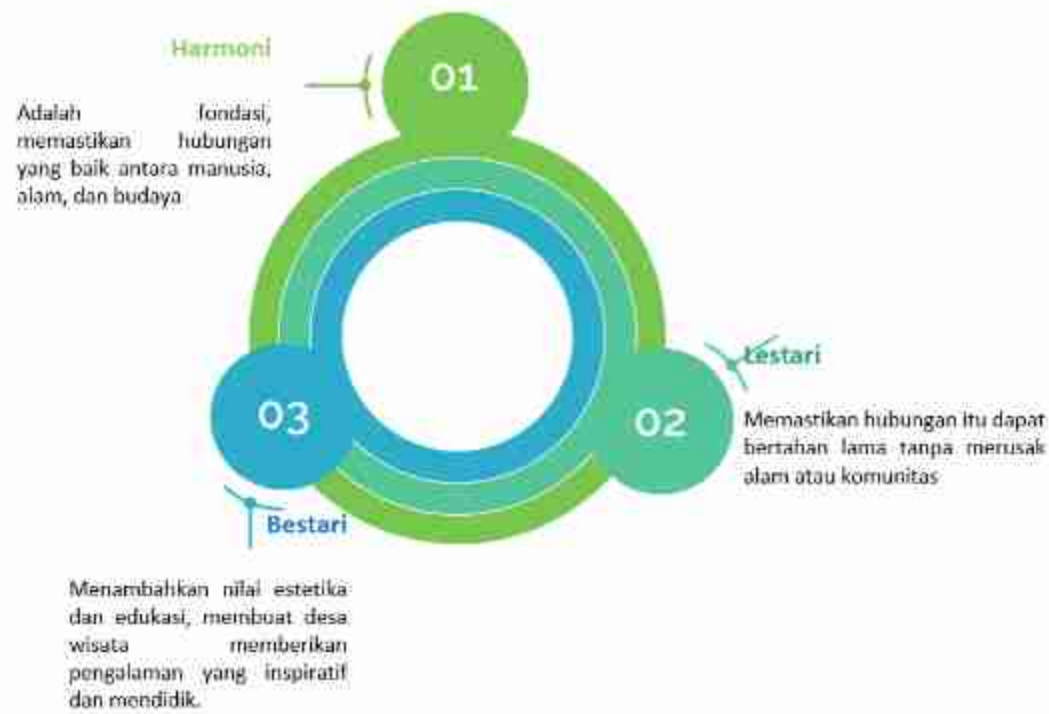 Harmoni
01
Adalah fondasi,
memastikan hubungan
yang baik antara manusia,
alam, dan budaya
Lestari
02
Memastikan hubungan itu dapat
bertahan lama tanpa merusak
alam atau komunitas
03
Bestari
Menambahkan nilai estetika
dan edukasi, membuat desa
wisata memberikan
pengalaman yang inspiratif
dan mendidik.